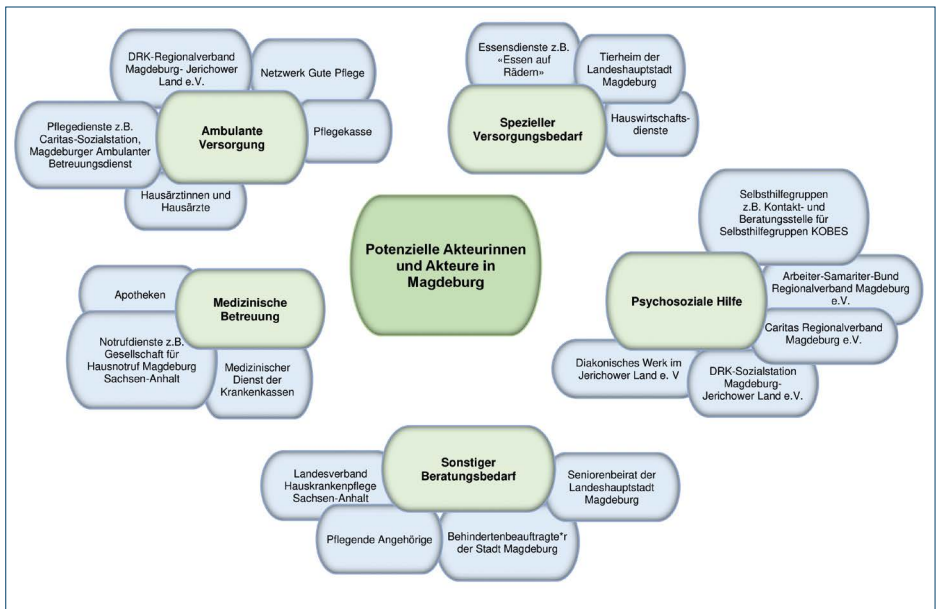 DRK-Regionalverband
Magdeburg- Jerichower
Land e.V.
Netzwerk Gute Pflege
Pflegedienste z.B.
Caritas-Sozialstation,
Magdeburger Ambulanter
Betreuungsdienst
Ambulante
Versorgung
Pflegekasse
Hausärztinnen und
Hausärzte
Essensdienste z.B.
«Essen auf
Rädern»
Tierheim der
Landeshauptstadt
Magdeburg
Spezieller
Versorgungsbedarf
Hauswirtschafts-
dienste
Potenzielle Akteurinnen
und Akteure in
Magdeburg
Selbsthilfegruppen
z.B. Kontakt- und
Beratungsstelle für
Selbsthilfegruppen KOBES
Psychosoziale Hilfe
Arbeiter-Samariter-Bund
Regionalverband Magdeburg
e.V.
Caritas Regionalverband
Magdeburg e.V.
Diakonisches Werk im
Jerichower Land e. V
DRK-Sozialstation
Magdeburg-
Jerichower Land e.V.
Apotheken
Medizinische
Betreuung
Notrufdienste z.B.
Gesellschaft für
Hausnotruf Magdeburg
Sachsen-Anhalt
Medizinischer
Dienst der
Krankenkassen
Sonstiger
Beratungsbedarf
Landesverband
Hauskrankenpflege
Sachsen-Anhalt
Seniorenbeirat der
Landeshauptstadt
Magdeburg
Pflegende Angehörige
Behindertenbeauftragte*r
der Stadt Magdeburg